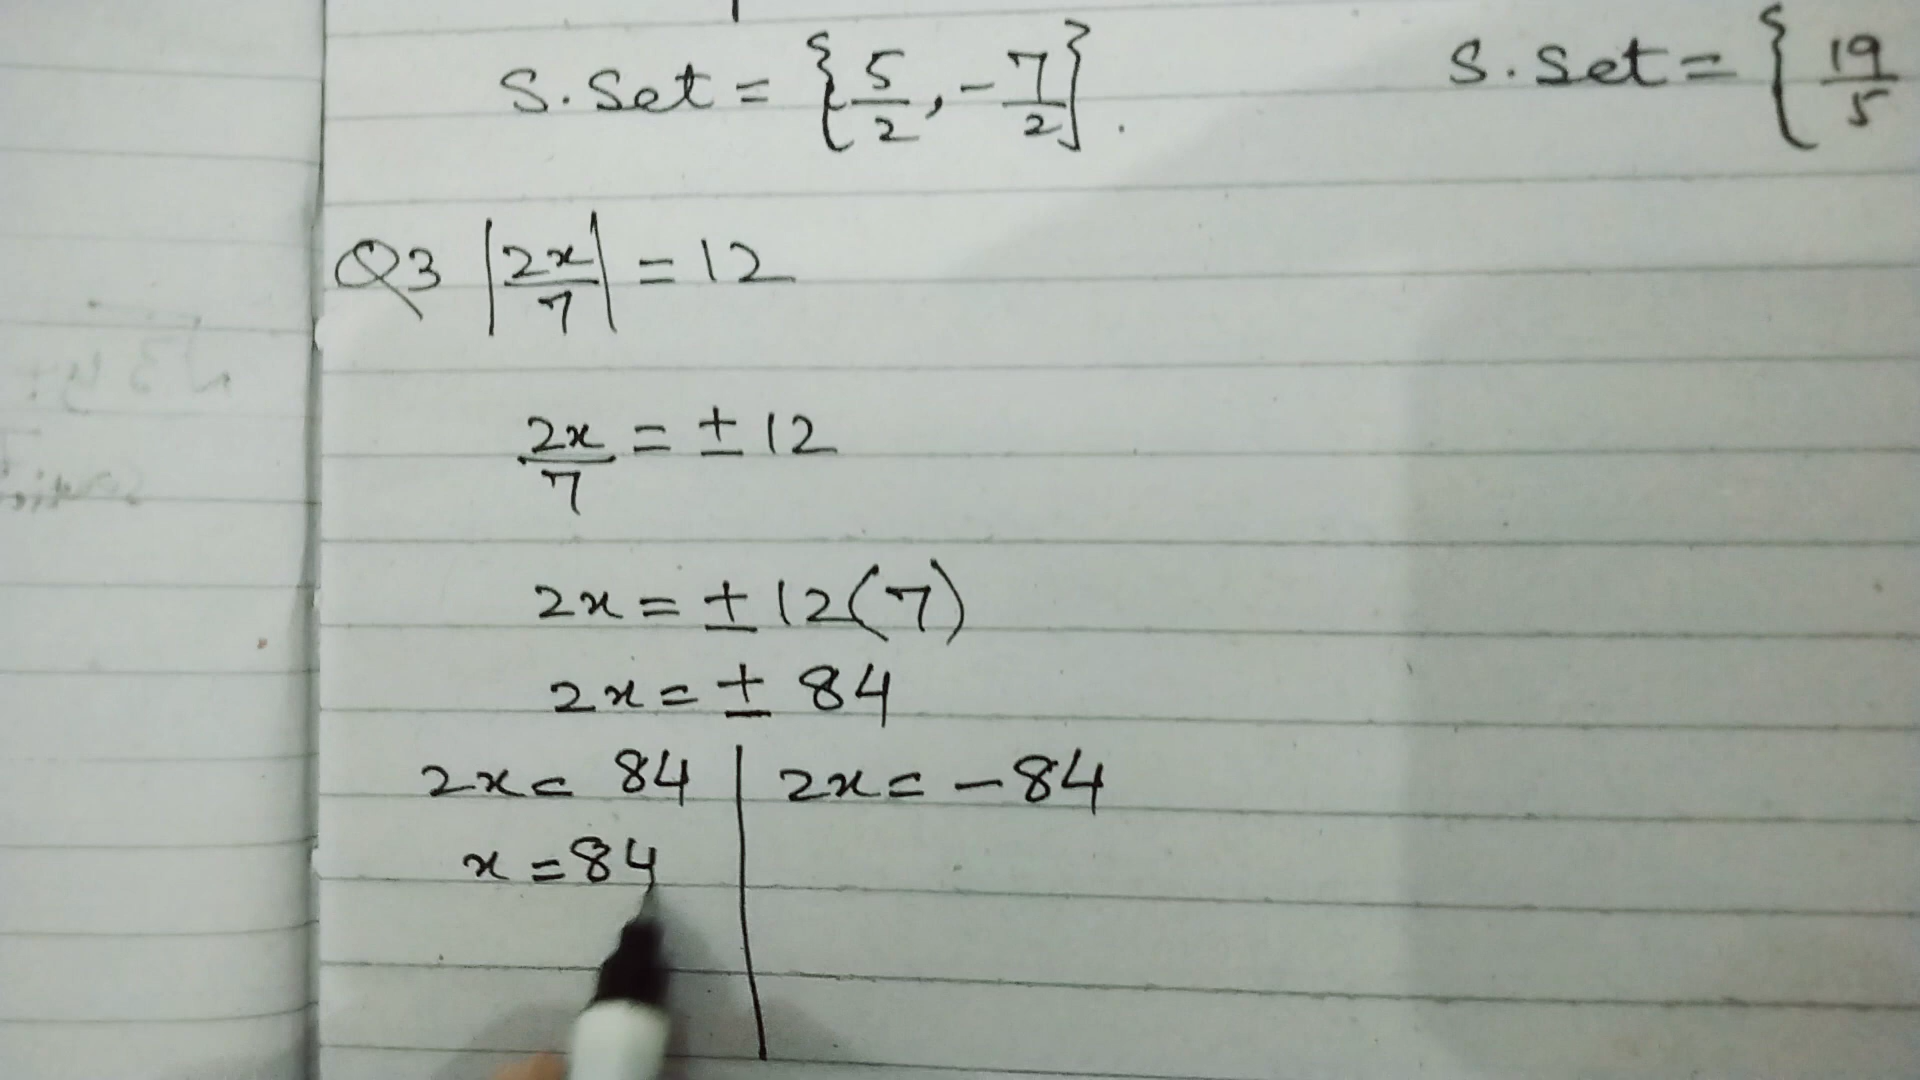 S. Set = {5/2, -7/2}.
S. Set = {19/5
Q3 |2x/7| = 12
2x/7 = ± 12
2x = ± 12(7)
2x = ± 84
2x = 84 | 2x = -84
x = 84